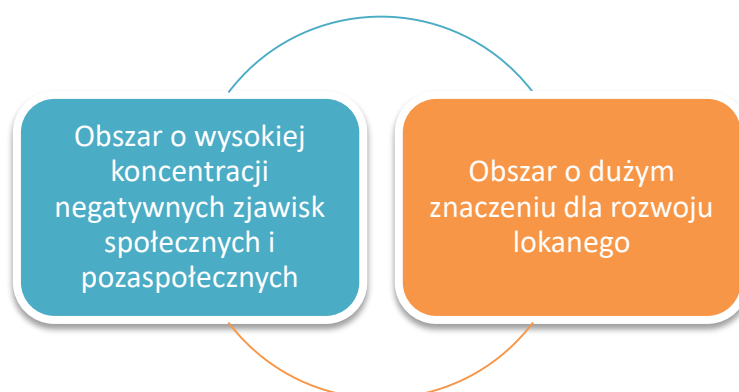 Obszar o wysokiej
koncentracji
negatywnych zjawisk
społecznych i
pozaspołecznych
Obszar o dużym
znaczeniu dla rozwoju
lokanego